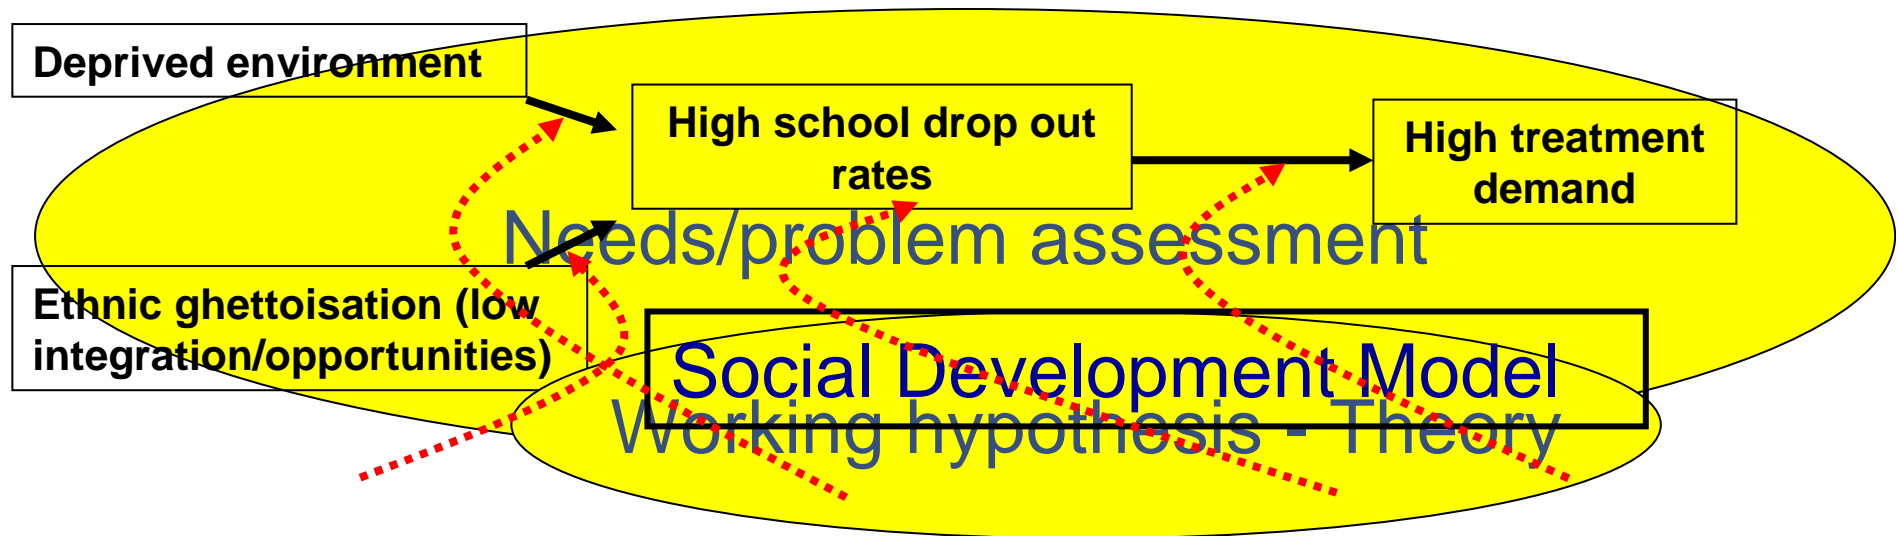 Deprived environment
High school drop out
rates
High treatment
demand
Needs/problem assessment
Ethnic ghettoisation (low
integration/opportunities)
Social Development Model
Working hypothesis - Theory